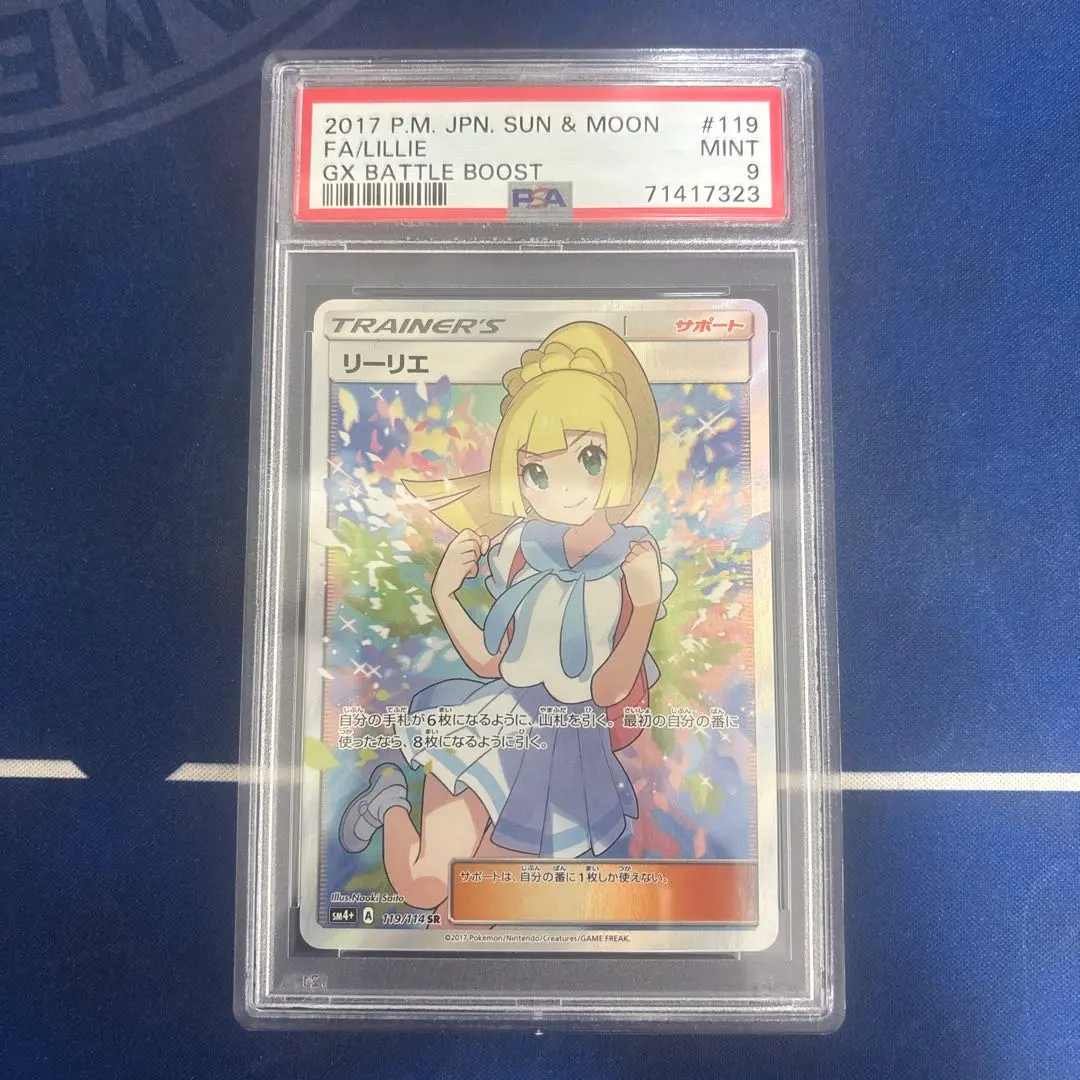 GAME
2017 P.M. JPN. SUN & MOON #119
FA/LILLIE MINT
GX BATTLE BOOST 9
PSA 71417323
TRAINER'S サポート
リーリエ
自分の手札が6枚になるように、山札を引く。最初の自分の番に
使ったなら、8枚になるように引く。
サポートは、自分の番に1枚しか使えない。
Illus. Naoki Saito
SM4+ A 119/114 SR
©2017 Pokémon/Nintendo/Creatures/GAME FREAK.